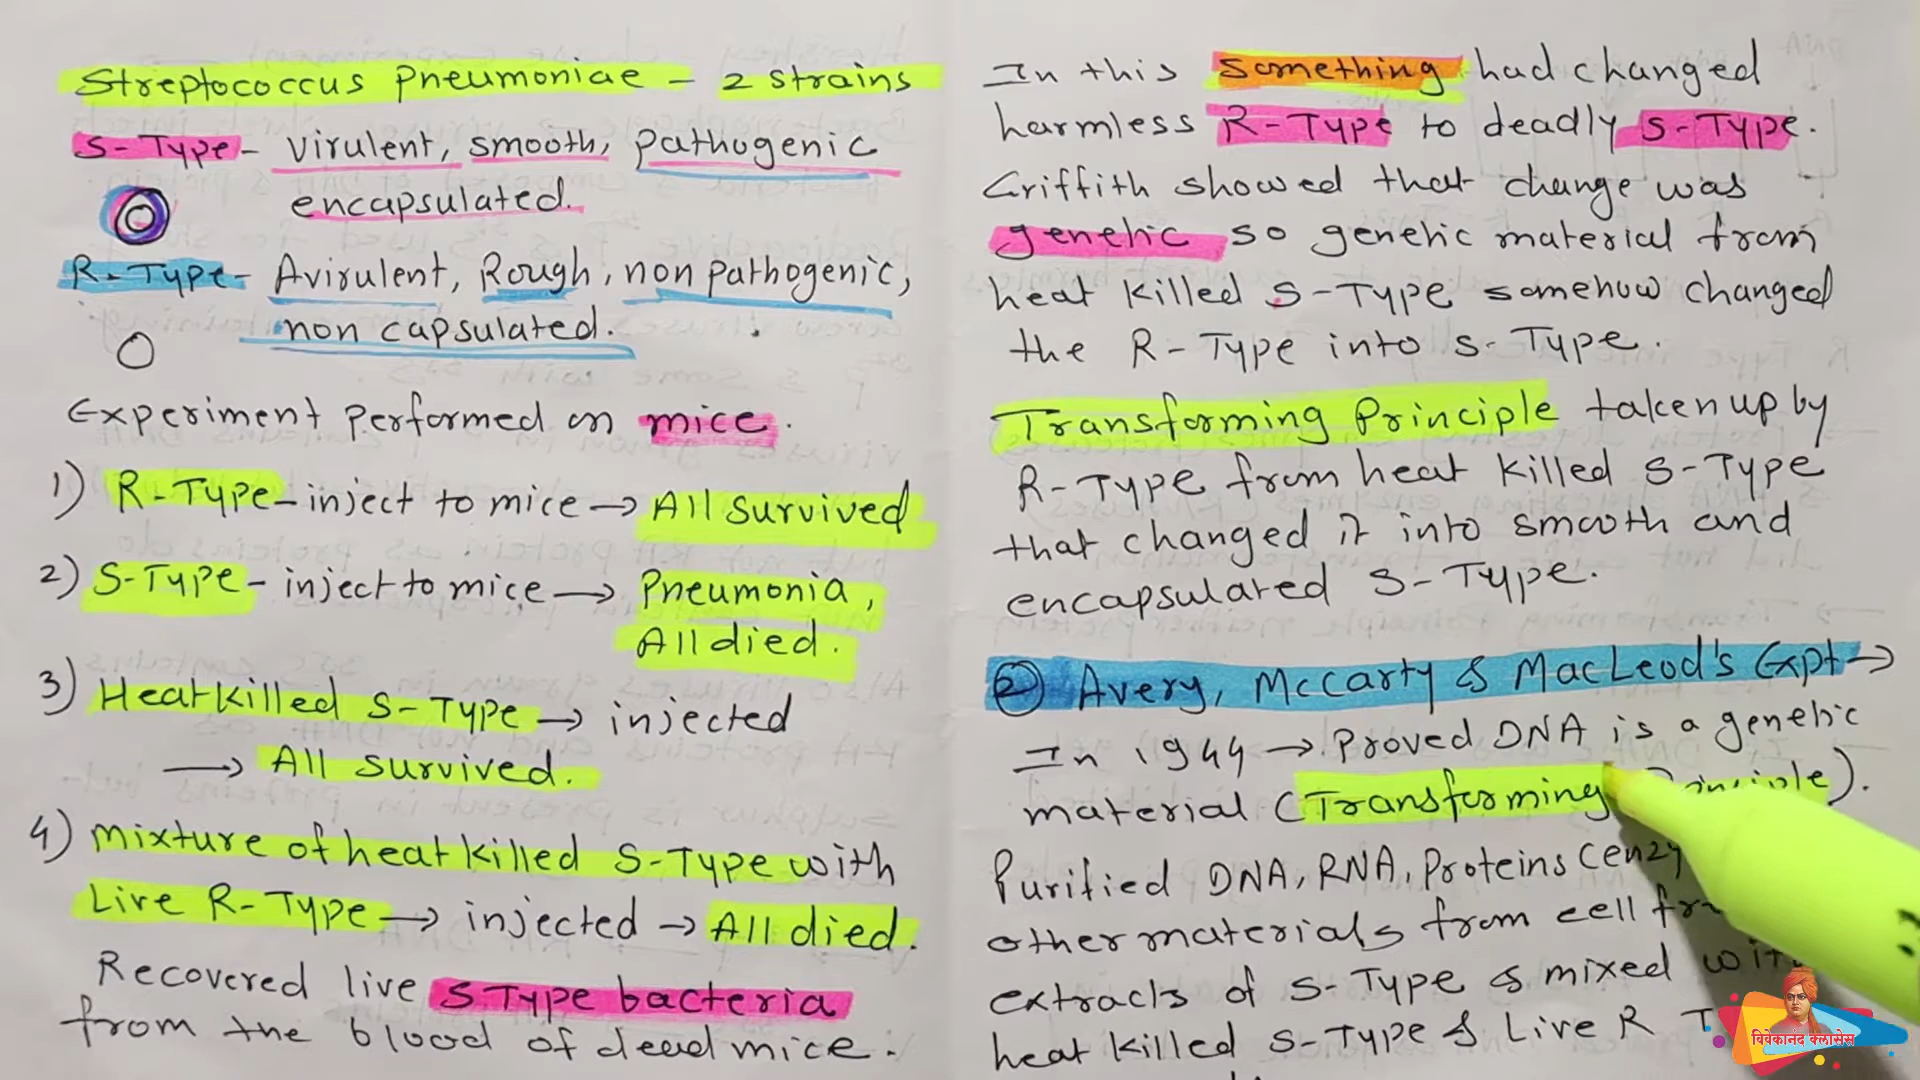 Streptococcus Pneumoniae - 2 strains
S-Type - Virulent, smooth, Pathogenic
encapsulated.
R-Type - Avirulent, Rough, non pathogenic,
non capsulated.
Experiment performed on mice.
1) R-Type - inject to mice → All survived
2) S-Type - inject to mice → Pneumonia,
All died.
3) Heat killed S-Type → injected
→ All survived.
4) Mixture of heat killed S-Type with
Live R-Type → injected → All died.
Recovered live S Type bacteria
from the blood of dead mice.
In this something had changed
harmless R-Type to deadly S-Type.
Griffith showed that change was
genetic so genetic material from
heat killed S-Type somehow changed
the R-Type into S-Type.
Transforming Principle taken up by
R-Type from heat killed S-Type
that changed it into smooth and
encapsulated S-Type.
② Avery, McCarty & MacLeod's Expt →
In 1944 → Proved DNA is a genetic
material (Transforming Principle).
Purified DNA, RNA, Proteins (enzy
other materials from cell fr
extracts of S-Type & mixed with
heat killed S-Type & Live R T
विवेकानंद क्लासेस